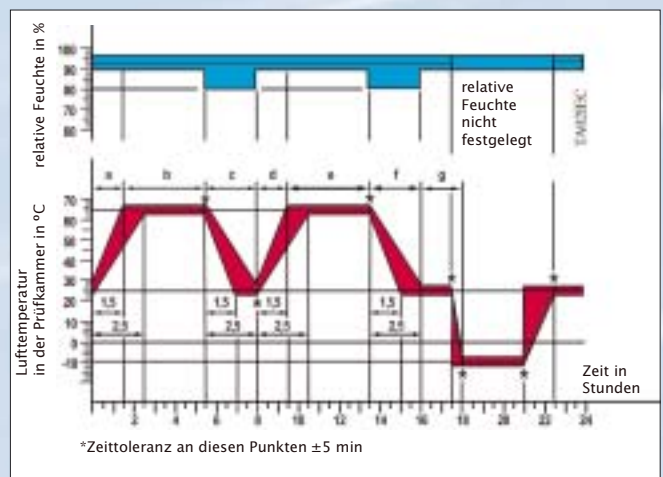 relative Feuchte in %
100
90
80
70
60
relative
Feuchte
nicht
festgelegt
a b c d e f g
Lufttemperatur
in der Prüfkammer in ºC
70
60
50
40
30
20
10
0
-10
1,5 1,5 1,5 1,5
2,5 2,5 2,5 2,5
Zeit in
Stunden
2 4 6 8 10 12 14 16 18 20 22 24
*Zeittoleranz an diesen Punkten ±5 min